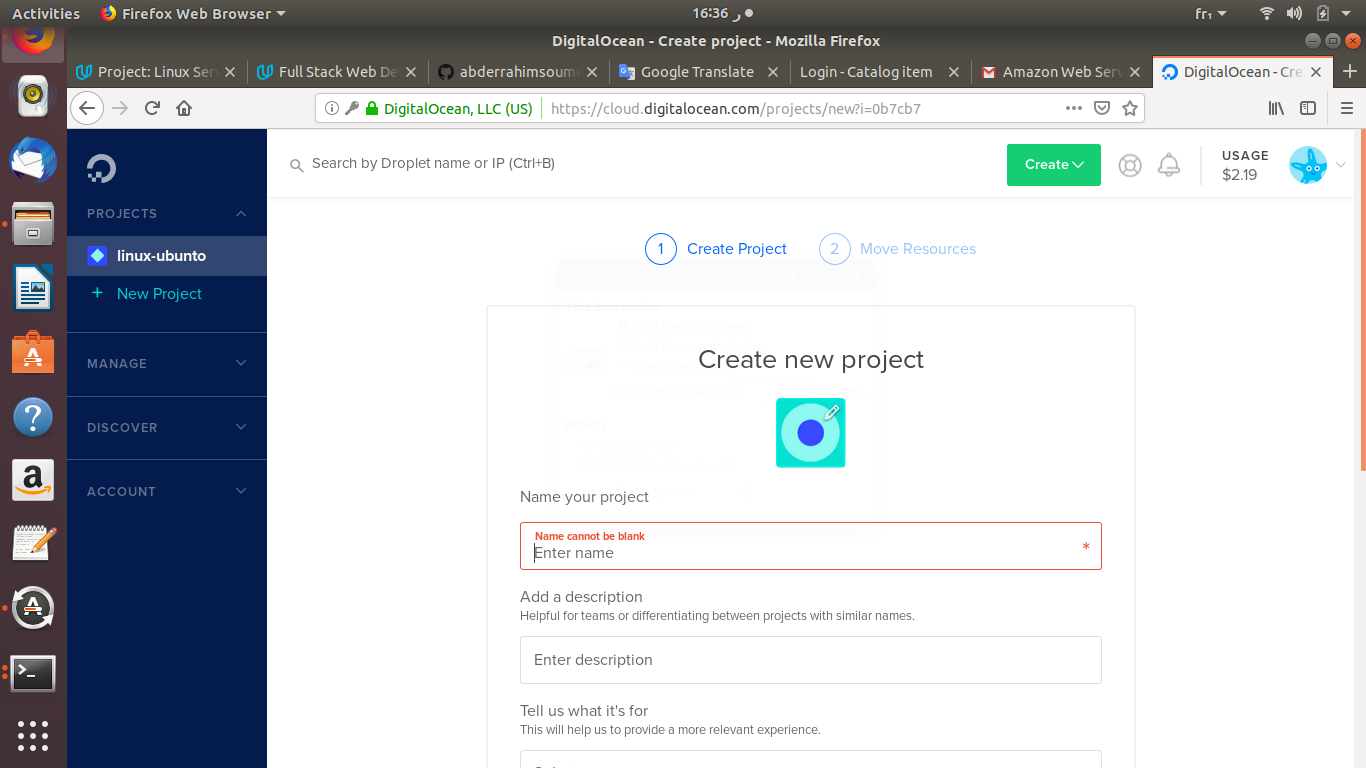 Activities
Firefox Web Browser
16:36 ر
fr₁
DigitalOcean - Create project - Mozilla Firefox
Project: Linux Ser
Full Stack Web De
abderrahimsoum
Google Translate
Login - Catalog item
Amazon Web Serv
DigitalOcean - Cre
DigitalOcean, LLC (US)
https://cloud.digitalocean.com/projects/new?i=0b7cb7
Search by Droplet name or IP (Ctrl+B)
Create
USAGE
$2.19
PROJECTS
linux-ubunto
+ New Project
MANAGE
DISCOVER
ACCOUNT
1 Create Project
2 Move Resources
Create new project
Name your project
Name cannot be blank
Enter name
*
Add a description
Helpful for teams or differentiating between projects with similar names.
Enter description
Tell us what it's for
This will help us to provide a more relevant experience.